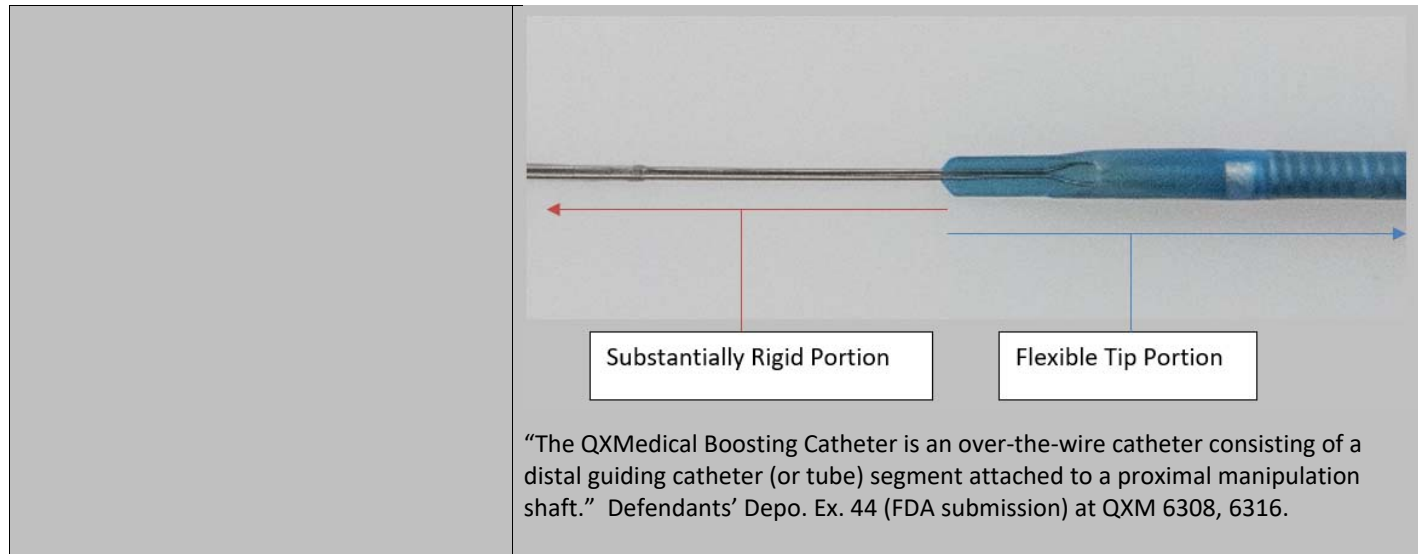 Substantially Rigid Portion
Flexible Tip Portion
“The QXMedical Boosting Catheter is an over-the-wire catheter consisting of a
distal guiding catheter (or tube) segment attached to a proximal manipulation
shaft.”  Defendants’ Depo. Ex. 44 (FDA submission) at QXM 6308, 6316.